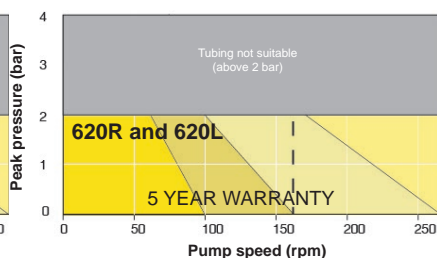 4
3
2
1
0
Peak pressure (bar)
Tubing not suitable
(above 2 bar)
620R and 620L
5 YEAR WARRANTY
0
0 50 100 150 200 250
Pump speed (rpm)